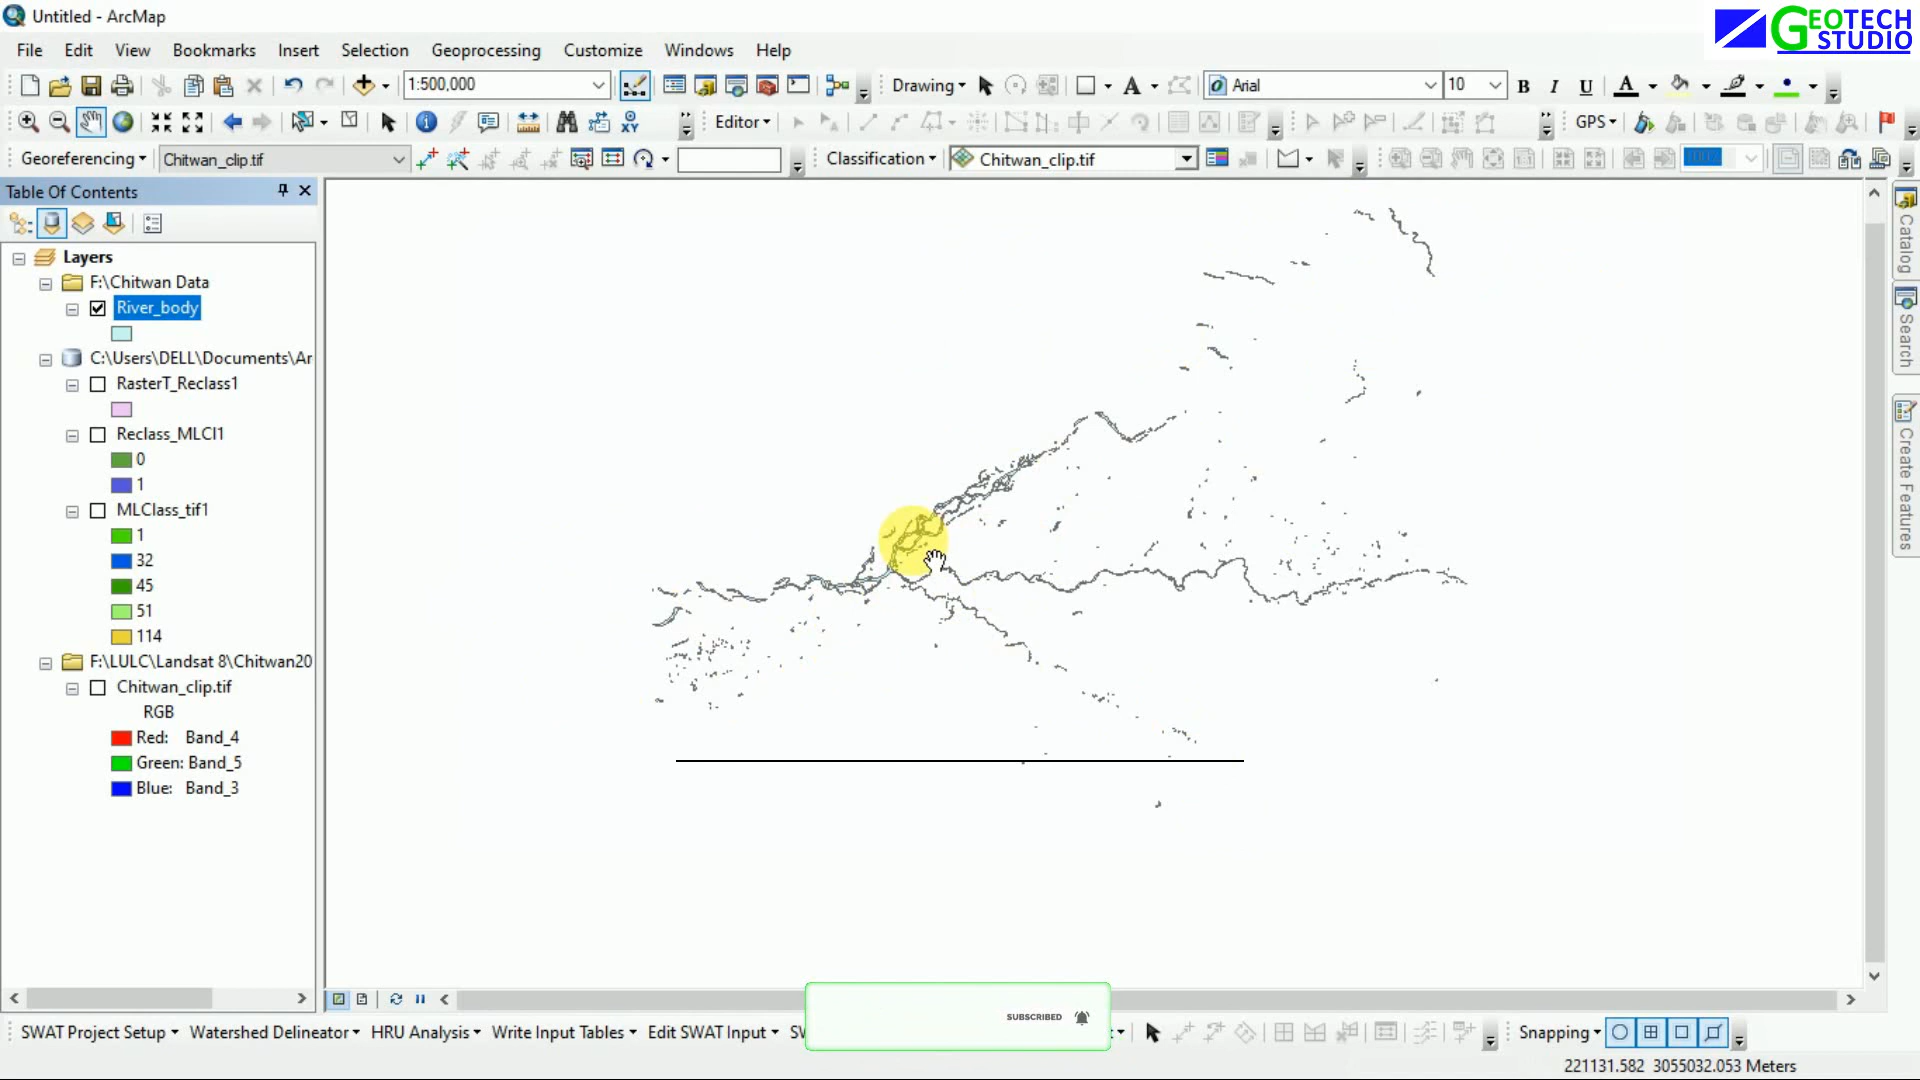 Untitled - ArcMap
GEOTECH
STUDIO
File Edit View Bookmarks Insert Selection Geoprocessing Customize Windows Help
1:500,000 Drawing Arial 10 B I U A
Editor GPS
Georeferencing Chitwan_clip.tif Classification Chitwan_clip.tif
Table Of Contents
Layers
F:\Chitwan Data
River_body
C:\Users\DELL\Documents\Ar
RasterT_Reclass1
Reclass_MLCl1
0
1
MLClass_tif1
1
32
45
51
114
F:\LULC\Landsat 8\Chitwan20
Chitwan_clip.tif
RGB
Red: Band_4
Green: Band_5
Blue: Band_3
Catalog
Search
Create Features
SUBSCRIBED
SWAT Project Setup Watershed Delineator HRU Analysis Write Input Tables Edit SWAT Input Snapping
221131.582 3055032.053 Meters